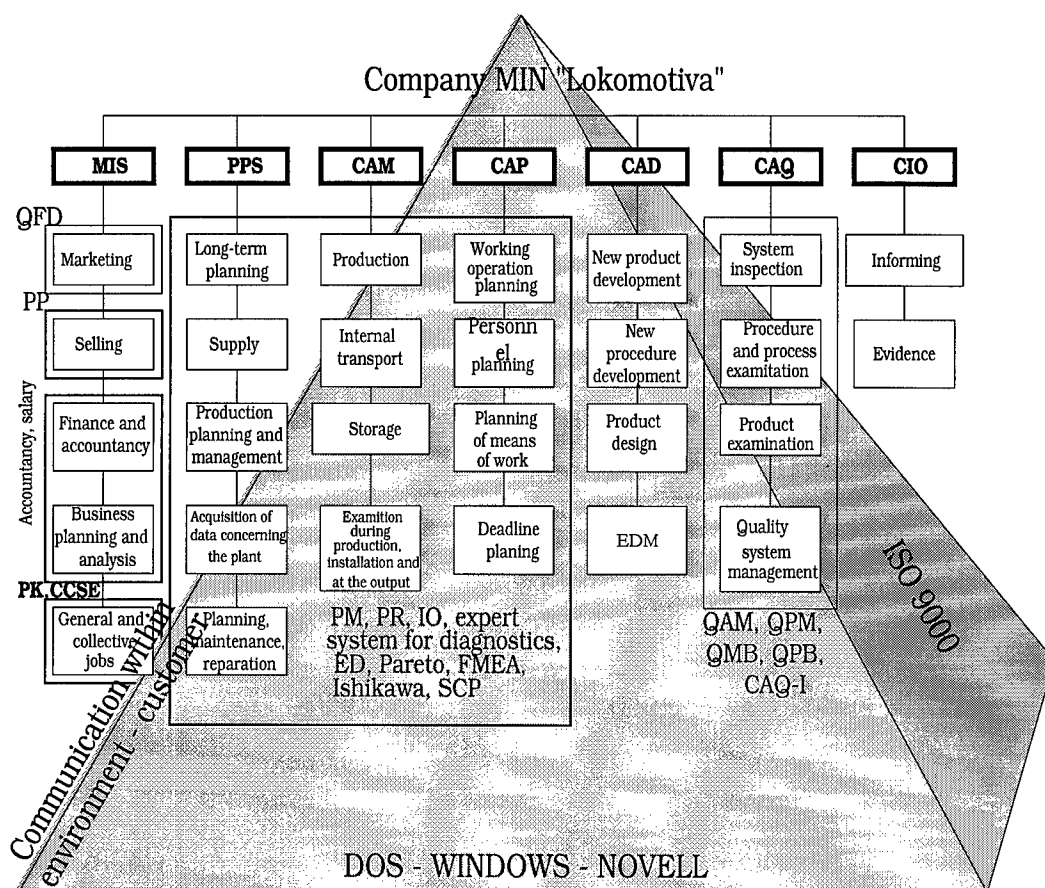 Company MIN "Lokomotiva"
MIS
PPS
CAM
CAP
CAD
CAQ
CIO
QFD
Marketing
PP
Selling
Accountancy, salary
Finance and
accountancy
Business
planning and
analysis
PK,CCSE
General and
collective
jobs
Long-term
planning
Supply
Production
planning and
management
Acquisition of
data concerning
the plant
Planning,
maintenance,
reparation
Production
Internal
transport
Storage
Examition
during
production,
installation and
at the output
Working
operation
planning
Personn
el
planning
Planning
of means
of work
Deadline
planing
PM, PR, IO, expert
system for diagnostics,
ED, Pareto, FMEA,
Ishikawa, SCP
New product
development
New
procedure
development
Product
design
EDM
System
inspection
Procedure
and process
examitation
Product
examination
Quality
system
management
QAM, QPM,
QMB, QPB,
CAQ-I
Informing
Evidence
ISO 9000
Communication within
environment - customer
DOS - WINDOWS - NOVELL